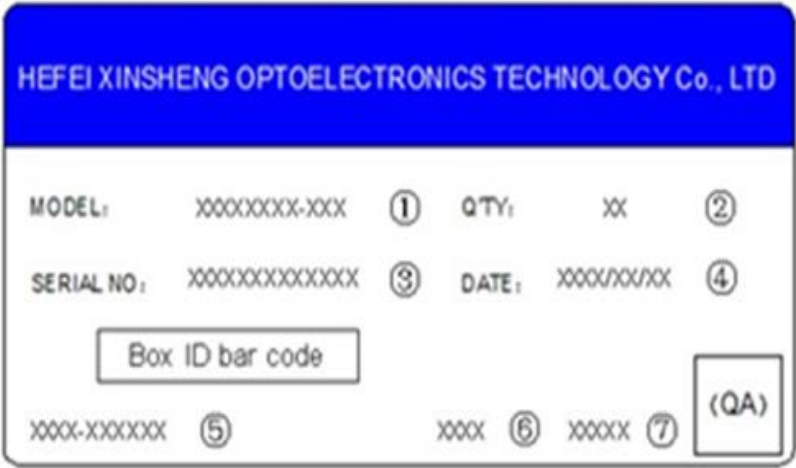 HEFEI XINSHENG OPTOELECTRONICS TECHNOLOGY Co., LTD
MODEL: XXXXXXXX-XXX ① Q'TY: XX ②
SERIAL NO: XXXXXXXXXXXXX ③ DATE: XXXX/XX/XX ④
Box ID bar code
(QA)
XXXX-XXXXXX ⑤ XXXX ⑥ XXXXX ⑦